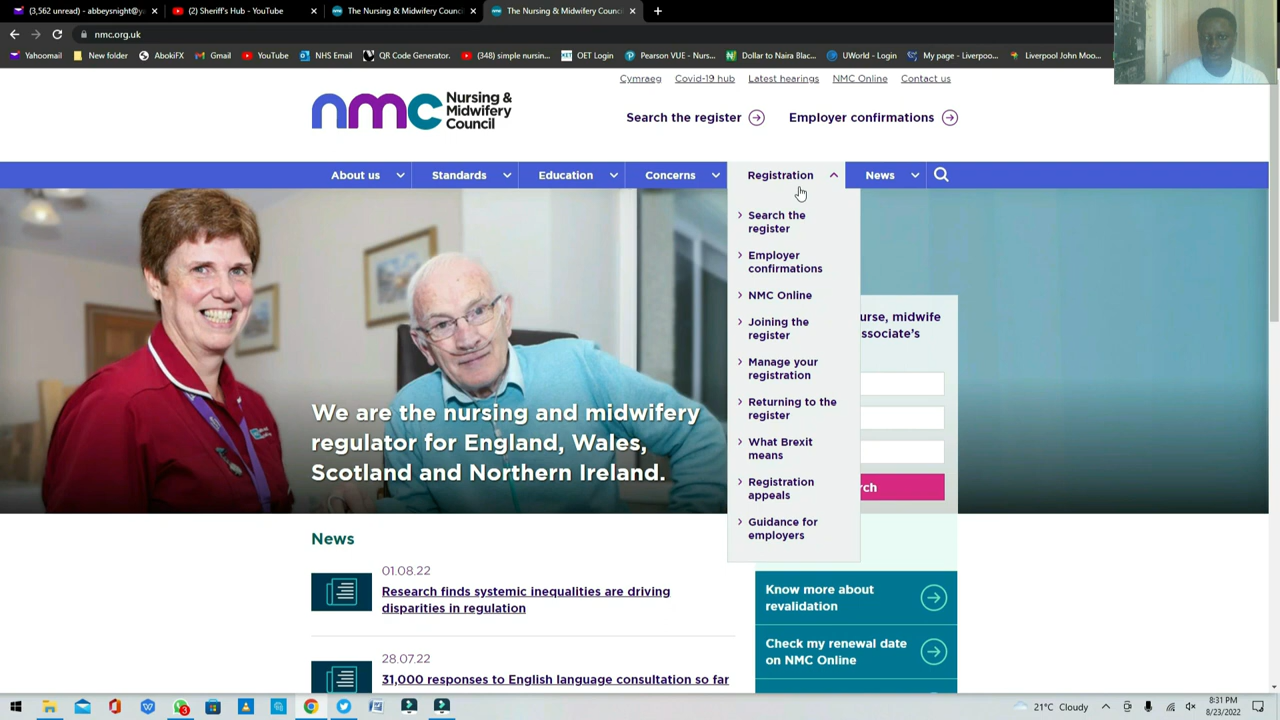 (3,562 unread) - abbeysnight@y
(2) Sheriff's Hub - YouTube
The Nursing & Midwifery Council
The Nursing & Midwifery Council
nmc.org.uk
Yahoomail
New folder
AbokiFX
Gmail
YouTube
NHS Email
QR Code Generator.
(348) simple nursin...
OET Login
Pearson VUE - Nurs...
Dollar to Naira Blac...
UWorld - Login
My page - Liverpoo...
Liverpool John Moo...
Cymraeg
Covid-19 hub
Latest hearings
NMC Online
Contact us
nmc Nursing &
Midwifery
Council
Search the register
Employer confirmations
About us
Standards
Education
Concerns
Registration
News
Search the
register
Employer
confirmations
NMC Online
Joining the
register
Manage your
registration
Returning to the
register
What Brexit
means
Registration
appeals
Guidance for
employers
urse, midwife
ssociate's
rch
We are the nursing and midwifery
regulator for England, Wales,
Scotland and Northern Ireland.
News
01.08.22
Research finds systemic inequalities are driving
disparities in regulation
28.07.22
31,000 responses to English language consultation so far
Know more about
revalidation
Check my renewal date
on NMC Online
21°C Cloudy
8:31 PM
8/23/2022